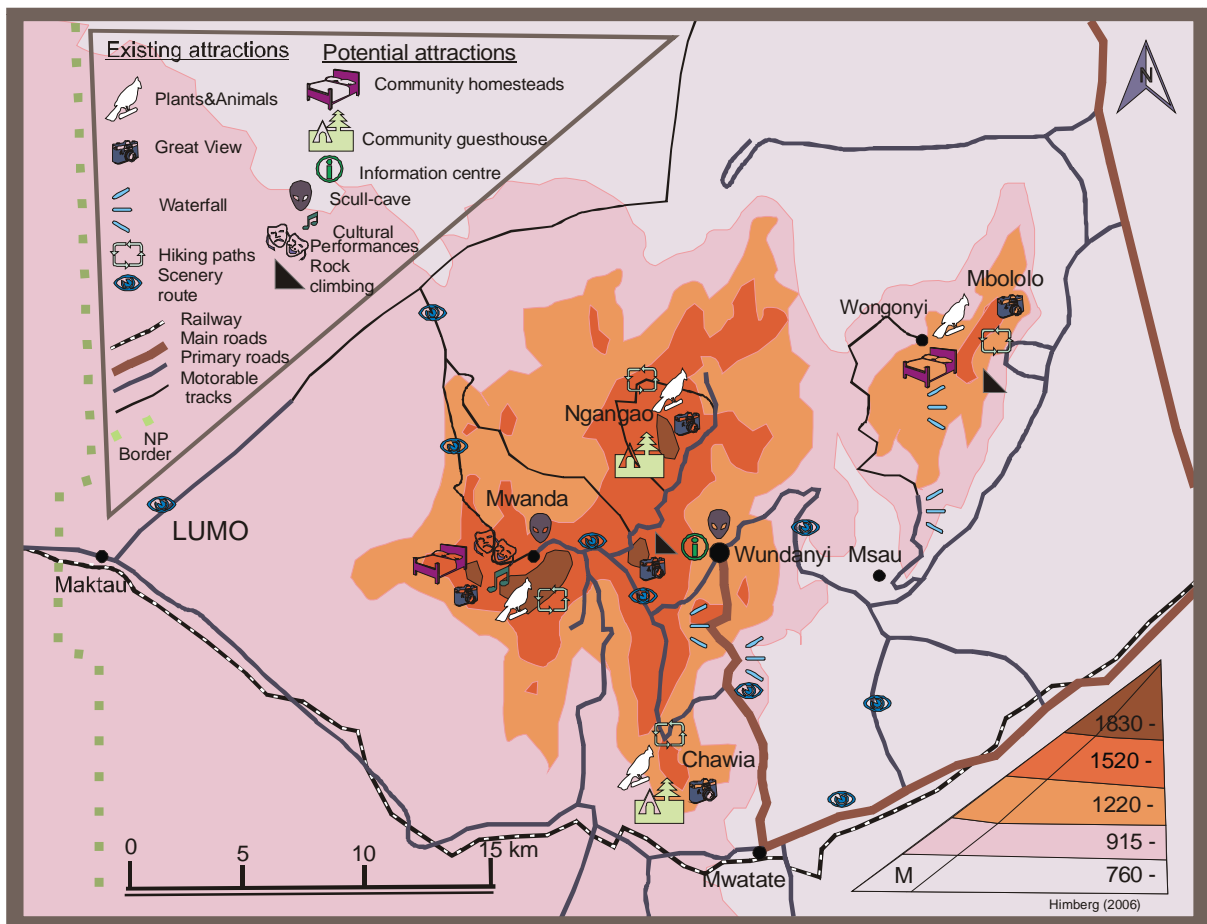 Existing attractions
Plants&Animals
Great View
Waterfall
Hiking paths
Scenery
route
Railway
Main roads
Primary roads
Motorable
tracks
NP
Border
Potential attractions
Community homesteads
Community guesthouse
i
Information centre
Scull-cave
Cultural
Performances
Rock
climbing
N
Mbololo
Wongonyi
Ngangao
Mwanda
LUMO
Maktau
i
Wundanyi
Msau
Chawia
Mwatate
0 5 10 15 km
1830 -
1520 -
1220 -
915 -
M 760 -
Himberg (2006)